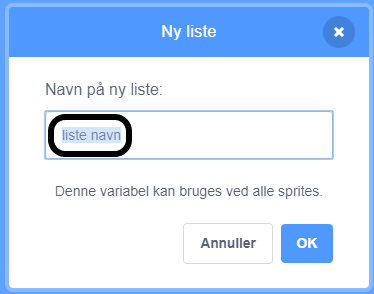 Ny liste
Navn på ny liste:
liste navn
Denne variabel kan bruges ved alle sprites.
Annuller
OK